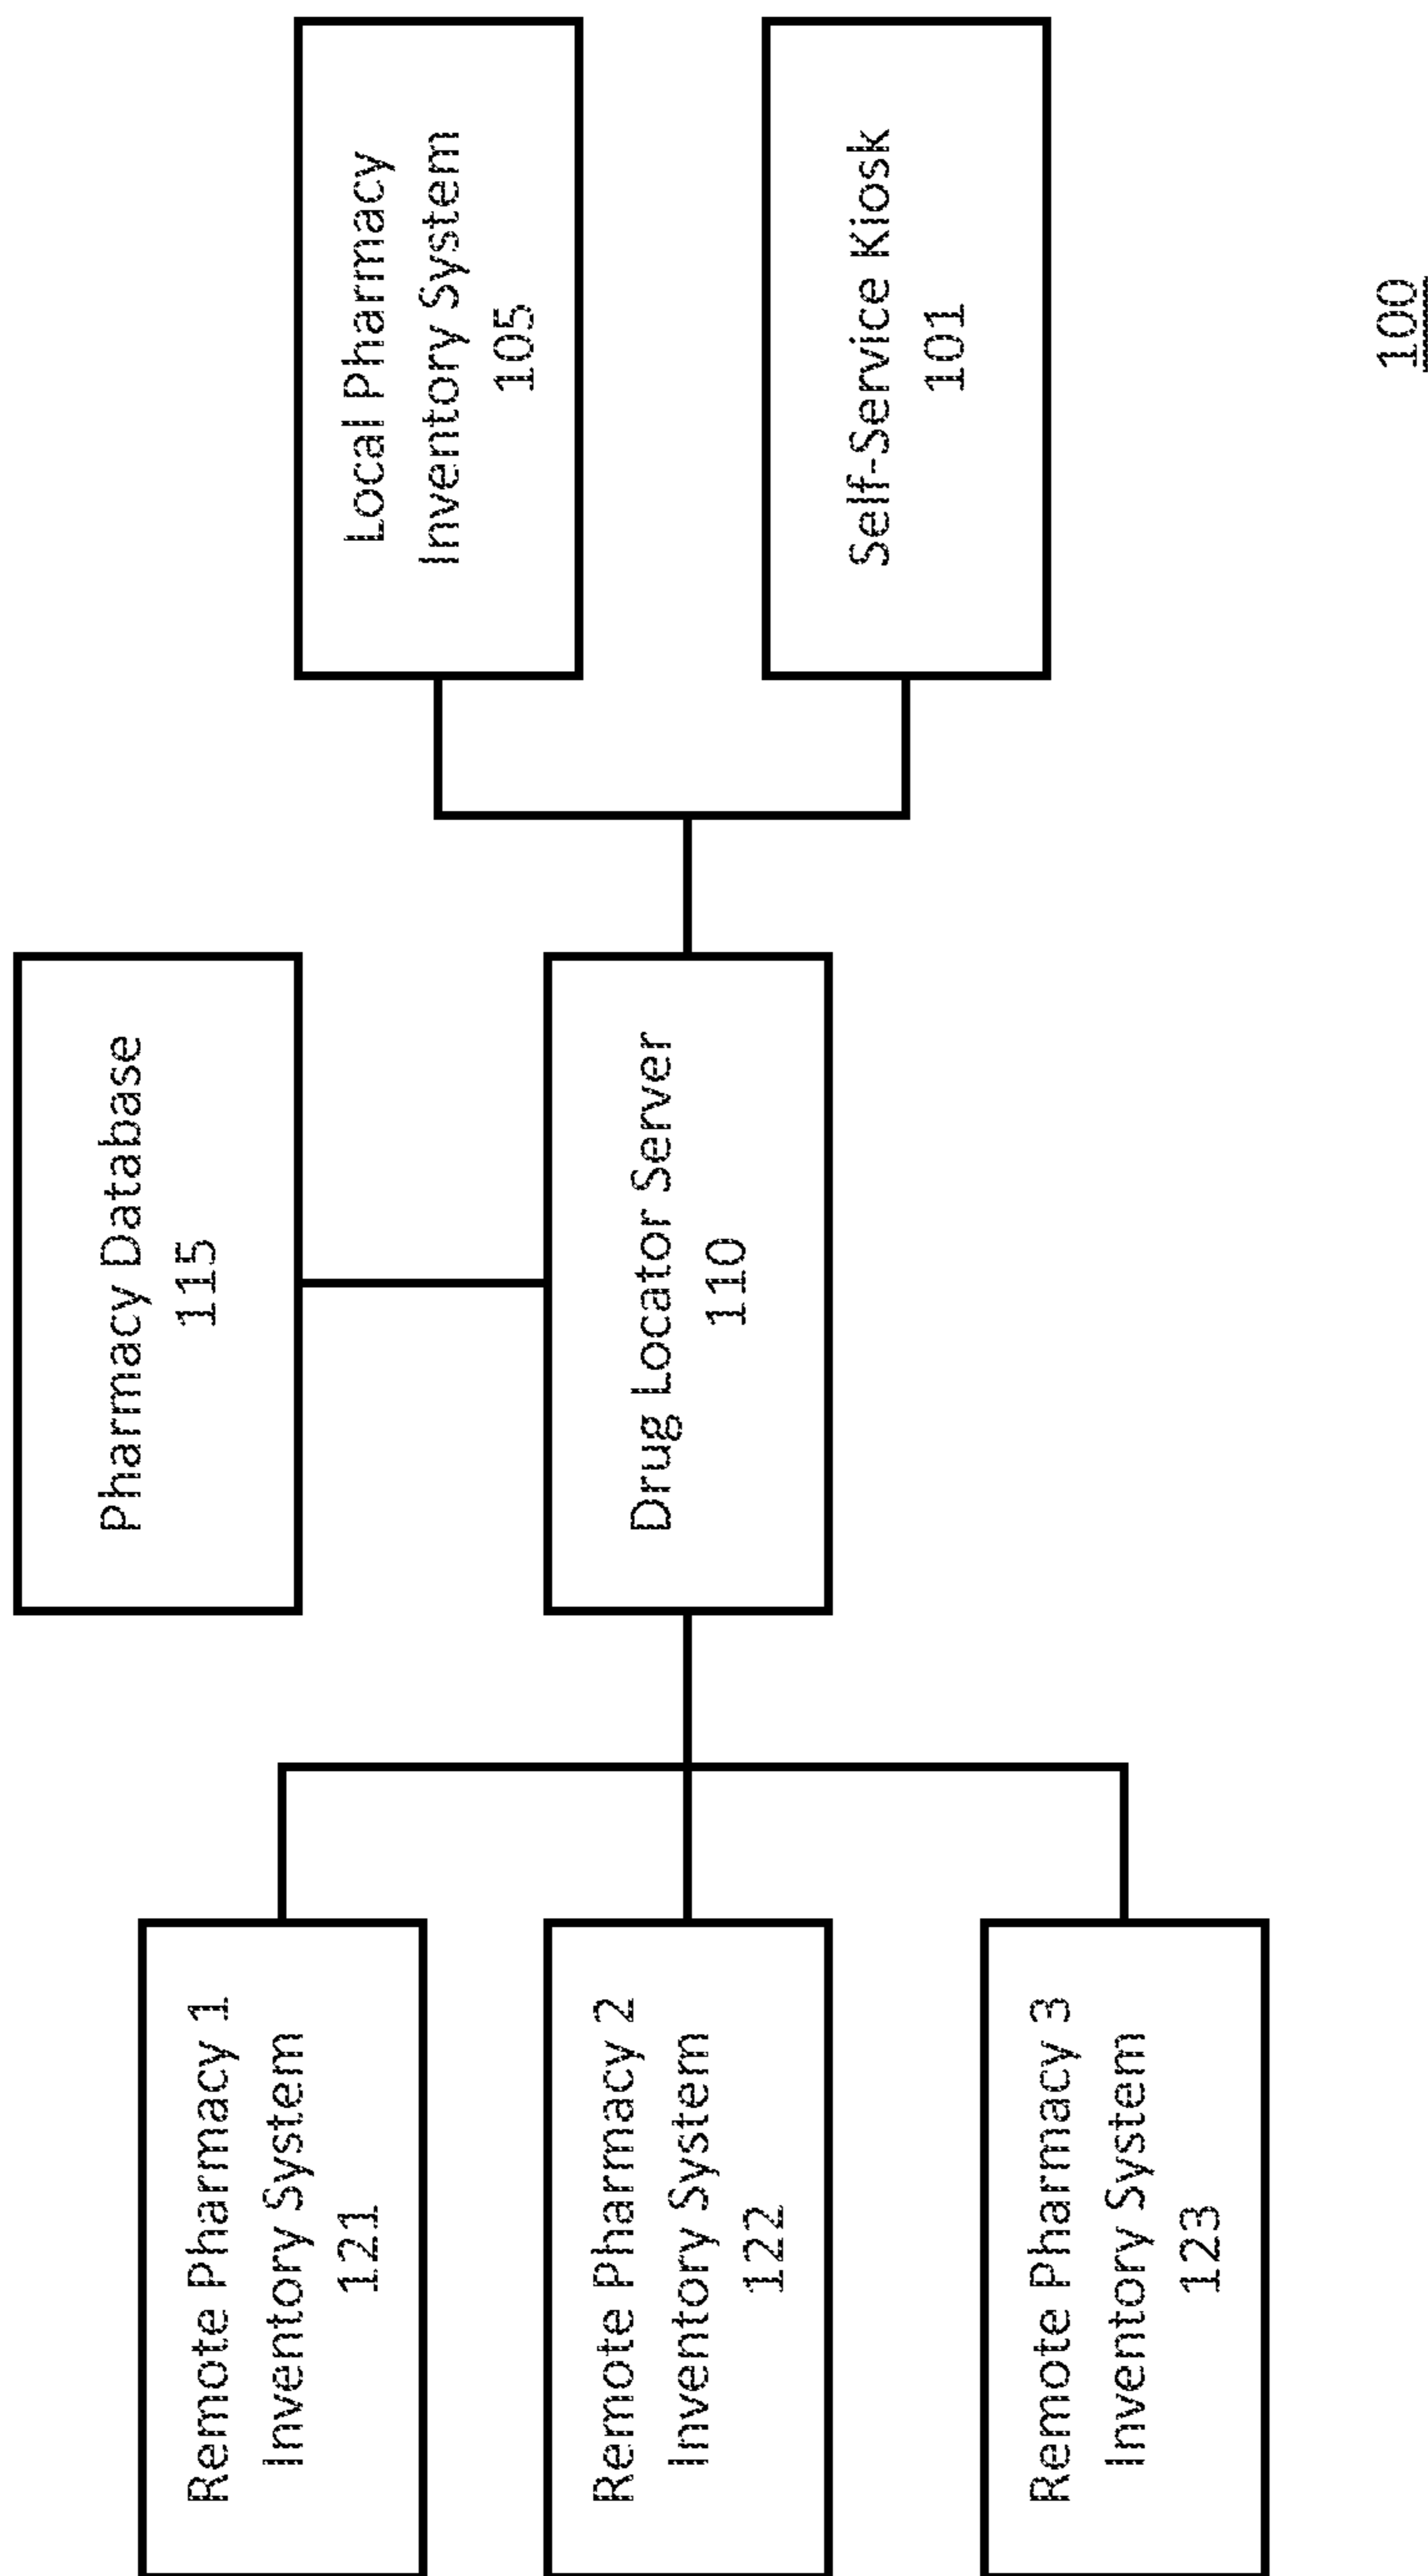 Pharmacy Database
115
Remote Pharmacy 1
Inventory System
121
Local Pharmacy
Inventory System
105
Drug Locator Server
110
Remote Pharmacy 2
Inventory System
122
Self-Service Kiosk
101
Remote Pharmacy 3
Inventory System
123
100